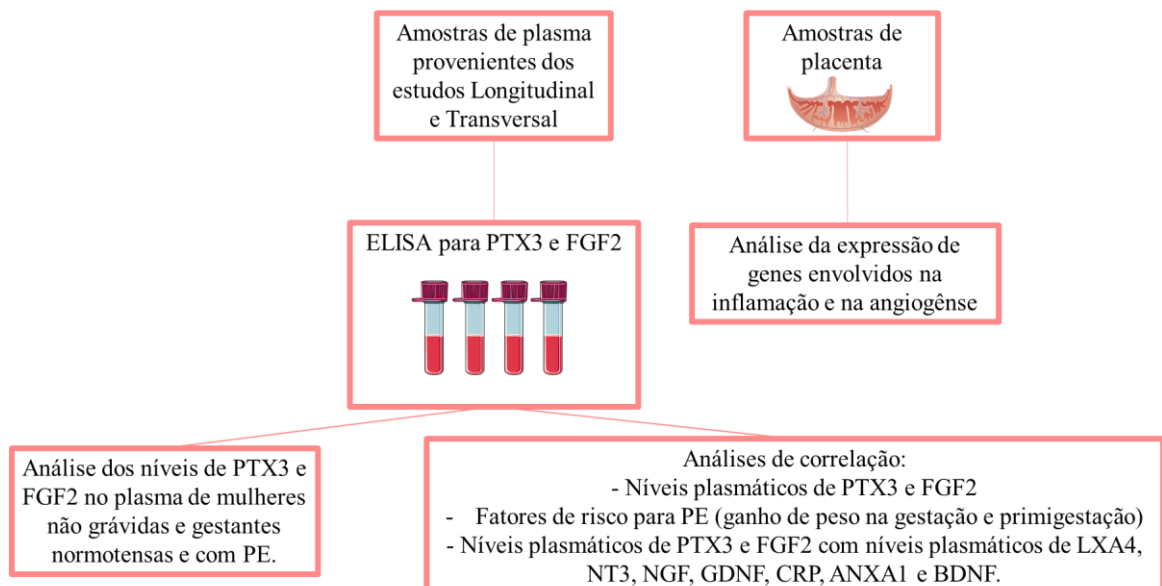 Amostras de plasma
provenientes dos
estudos Longitudinal
e Transversal
Amostras de
placenta
ELISA para PTX3 e FGF2
Análise da expressão de
genes envolvidos na
inflamação e na angiogênse
Análise dos níveis de PTX3 e
FGF2 no plasma de mulheres
não grávidas e gestantes
normotensas e com PE.
Análises de correlação:
- Níveis plasmáticos de PTX3 e FGF2
- Fatores de risco para PE (ganho de peso na gestação e primigestação)
- Níveis plasmáticos de PTX3 e FGF2 com níveis plasmáticos de LXA4,
NT3, NGF, GDNF, CRP, ANXA1 e BDNF.